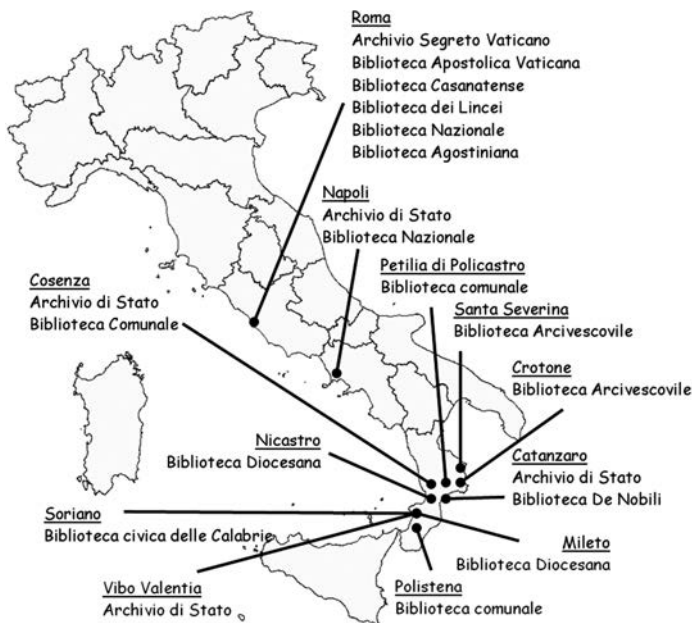 Roma
Archivio Segreto Vaticano
Biblioteca Apostolica Vaticana
Biblioteca Casanatense
Biblioteca dei Lincei
Biblioteca Nazionale
Biblioteca Agostiniana
Napoli
Archivio di Stato
Biblioteca Nazionale
Petilia di Policastro
Biblioteca comunale
Cosenza
Archivio di Stato
Biblioteca Comunale
Santa Severina
Biblioteca Arcivescovile
Crotone
Biblioteca Arcivescovile
Nicastro
Biblioteca Diocesana
Catanzaro
Archivio di Stato
Biblioteca De Nobili
Soriano
Biblioteca civica delle Calabrie
Mileto
Biblioteca Diocesana
Vibo Valentia
Archivio di Stato
Polistena
Biblioteca comunale